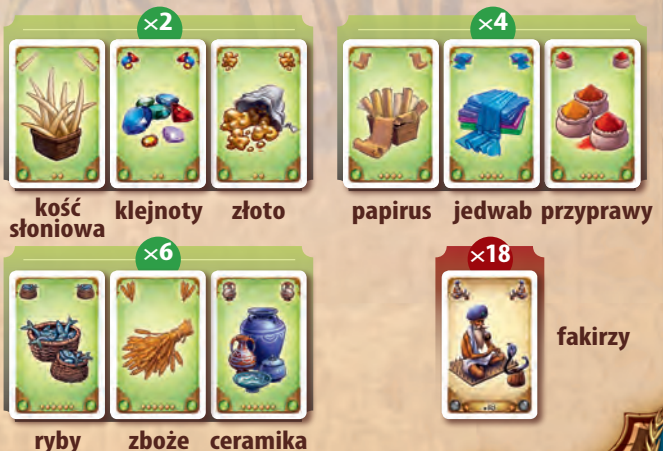 ×2
×4
kość
słoniowa
klejnoty
złoto
papirus
jedwab
przyprawy
×6
×18
fakirzy
ryby
zboże
ceramika